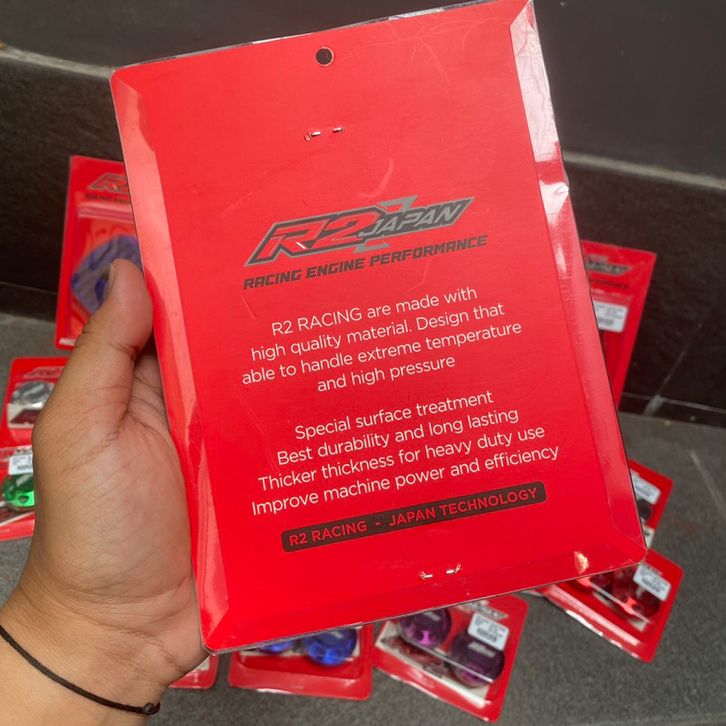 R2 JAPAN
RACING ENGINE PERFORMANCE
R2 RACING are made with
high quality material. Design that
able to handle extreme temperature
and high pressure
Special surface treatment
Best durability and long lasting
Thicker thickness for heavy duty use
Improve machine power and efficiency
R2 RACING - JAPAN TECHNOLOGY